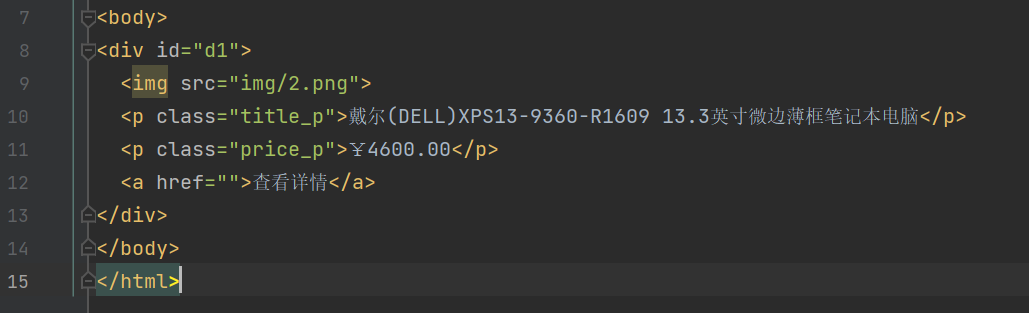 7 <body>
8 <div id="d1">
9 <img src="img/2.png">
10 <p class="title_p">戴尔(DELL)XPS13-9360-R1609 13.3英寸微边薄框笔记本电脑</p>
11 <p class="price_p">￥4600.00</p>
12 <a href="">查看详情</a>
13 </div>
14 </body>
15 </html>